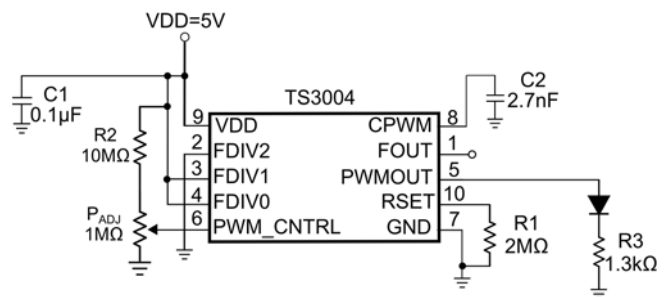 VDD=5V
C1
0.1µF
R2
10MΩ
PADJ
1MΩ
TS3004
9 VDD
2 FDIV2
3 FDIV1
4 FDIV0
6 PWM_CNTRL
CPWM 8
FOUT 1
PWMOUT 5
RSET 10
GND 7
C2
2.7nF
R1
2MΩ
R3
1.3kΩ